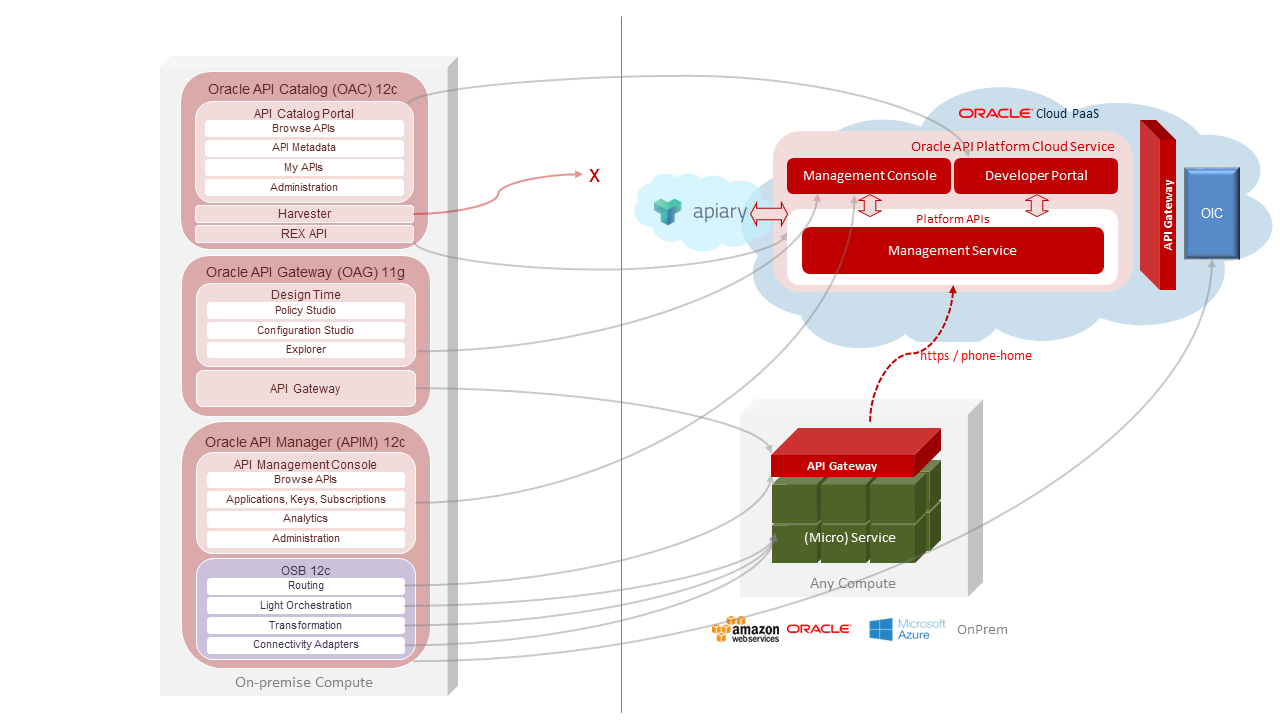 Oracle API Catalog (OAC) 12c
API Catalog Portal
Browse APIs
API Metadata
My APIs
Administration
Harvester
REX API
Oracle API Gateway (OAG) 11g
Design Time
Policy Studio
Configuration Studio
Explorer
API Gateway
Oracle API Manager (APIM) 12c
API Management Console
Browse APIs
Applications, Keys, Subscriptions
Analytics
Administration
OSB 12c
Routing
Light Orchestration
Transformation
Connectivity Adapters
On-premise Compute
X
apiary
ORACLE Cloud PaaS
Oracle API Platform Cloud Service
Management Console
Developer Portal
Platform APIs
Management Service
API Gateway
OIC
https / phone-home
API Gateway
(Micro) Service
Any Compute
amazon
webservices
ORACLE
Microsoft
Azure
OnPrem